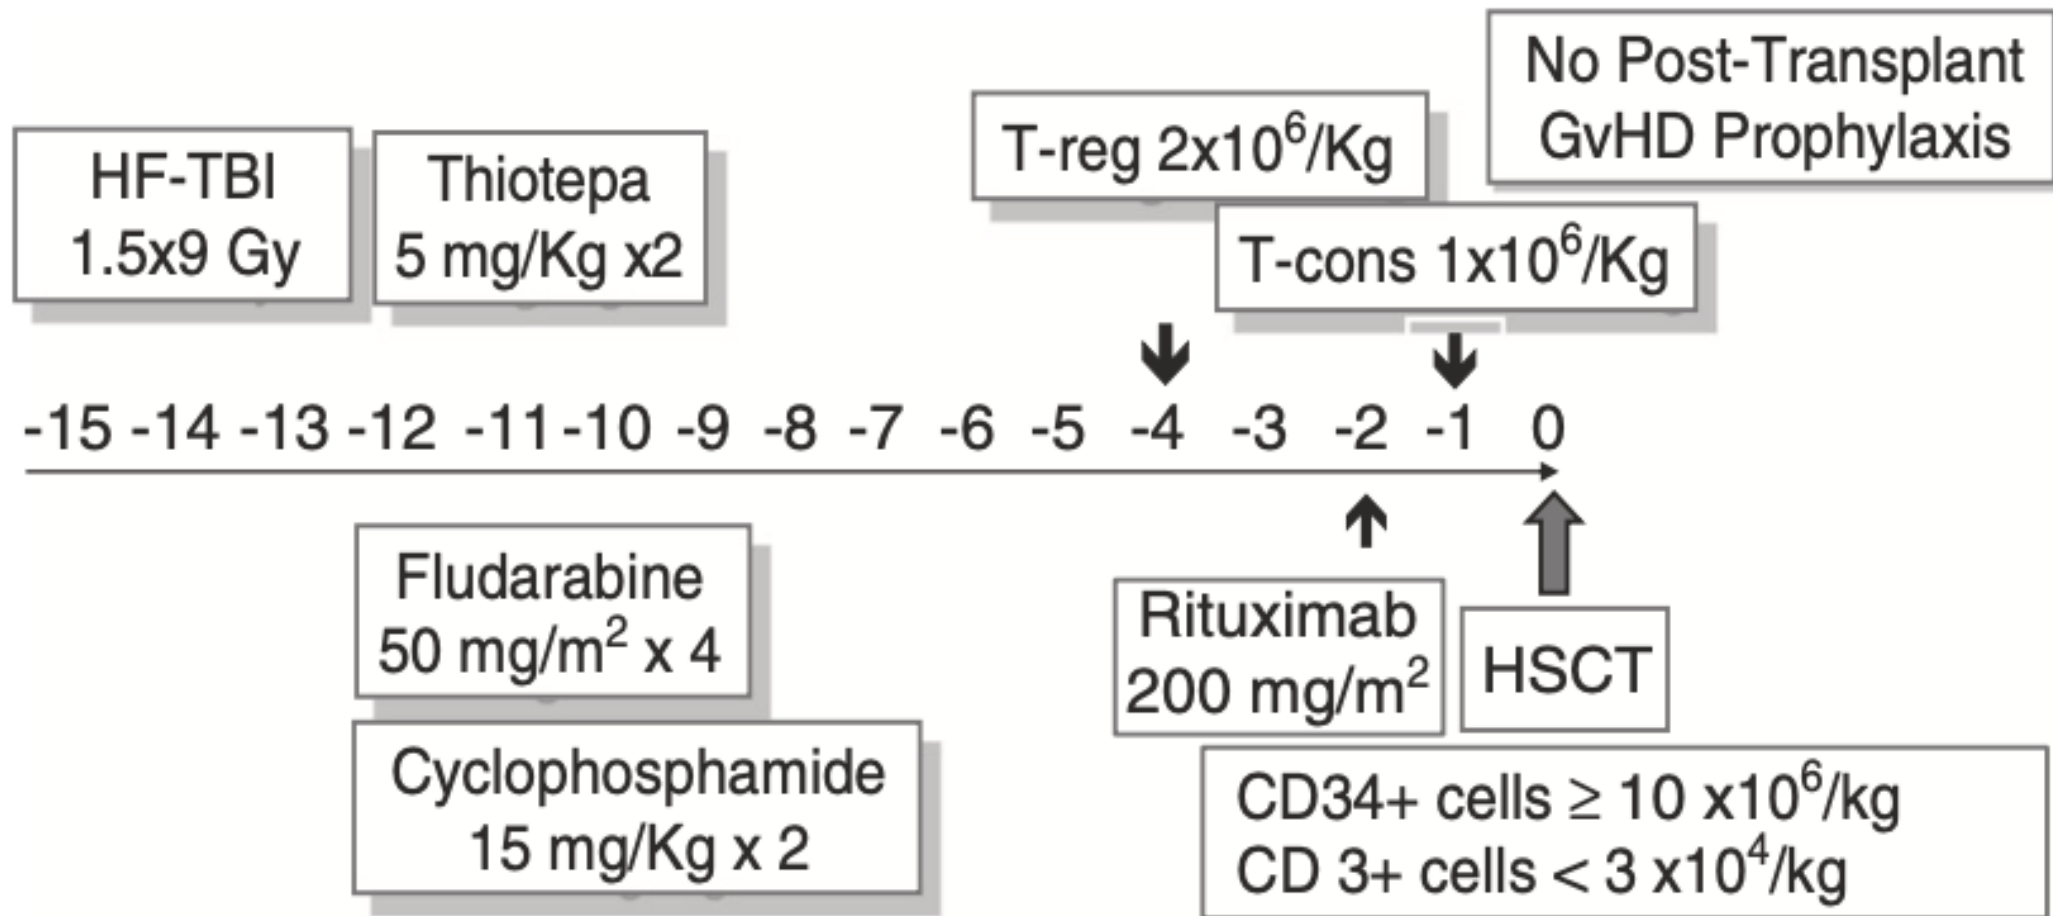 No Post-Transplant
GvHD Prophylaxis
T-reg 2x10⁶/Kg
HF-TBI
1.5x9 Gy
Thiotepa
5 mg/Kg x2
T-cons 1x10⁶/Kg
-15 -14 -13 -12 -11 -10 -9 -8 -7 -6 -5 -4 -3 -2 -1 0
Fludarabine
50 mg/m² x 4
Rituximab
200 mg/m²
HSCT
Cyclophosphamide
15 mg/Kg x 2
CD34+ cells ≥ 10 x10⁶/kg
CD 3+ cells < 3 x10⁴/kg